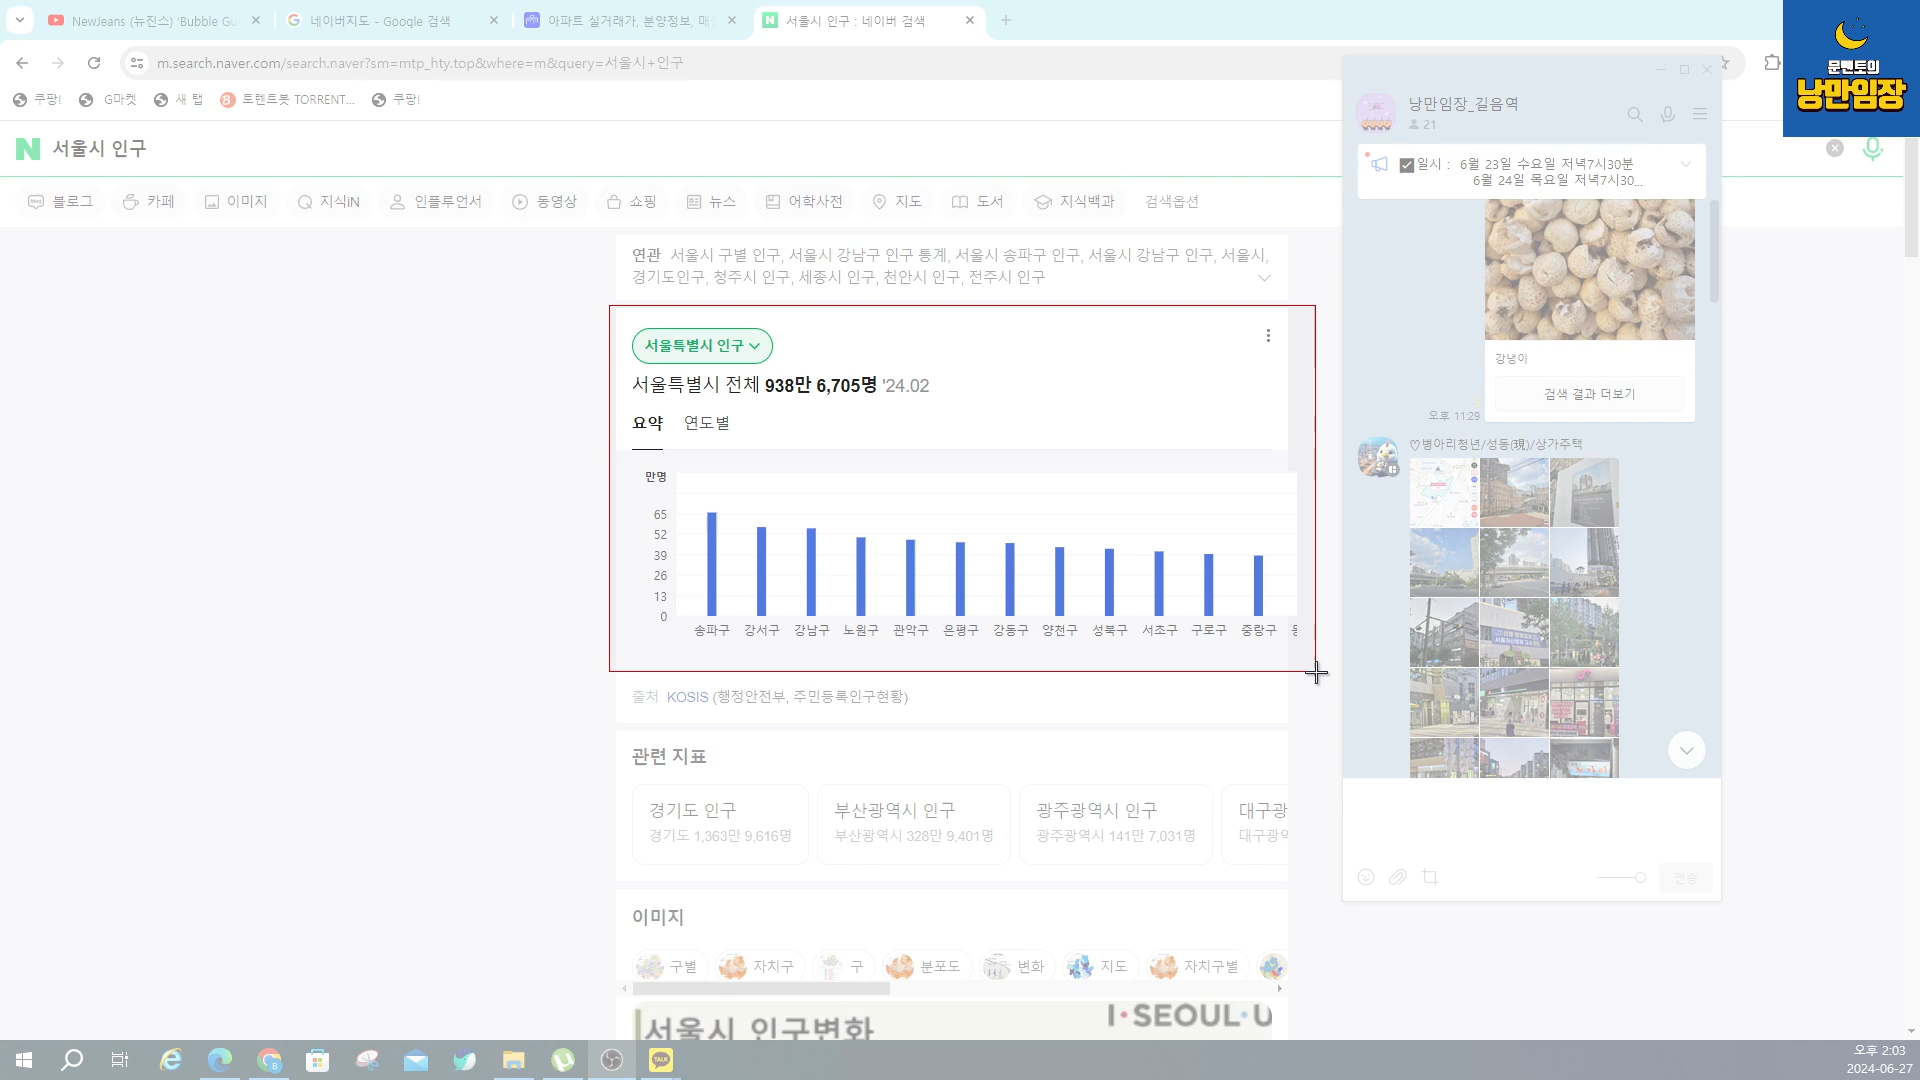 NewJeans (뉴진스) 'Bubble Gu
네이버지도 - Google 검색
아파트 실거래가, 분양정보, 매
서울시 인구 : 네이버 검색
m.search.naver.com/search.naver?sm=mtp_hty.top&where=m&query=서울시+인구
쿠팡!
G마켓
새 탭
토렌트봇 TORRENT...
쿠팡!
문멘토의
낭만임장
N 서울시 인구
블로그
카페
이미지
지식iN
인플루언서
동영상
쇼핑
뉴스
어학사전
지도
도서
지식백과
검색옵션
연관 서울시 구별 인구, 서울시 강남구 인구 통계, 서울시 송파구 인구, 서울시 강남구 인구, 서울시,
경기도인구, 청주시 인구, 세종시 인구, 천안시 인구, 전주시 인구
서울특별시 인구
서울특별시 전체 938만 6,705명 '24.02
요약 연도별
만명
65
52
39
26
13
0
송파구 강서구 강남구 노원구 관악구 은평구 강동구 양천구 성북구 서초구 구로구 중랑구
출처 KOSIS (행정안전부, 주민등록인구현황)
관련 지표
경기도 인구
경기도 1,363만 9,616명
부산광역시 인구
부산광역시 328만 9,401명
광주광역시 인구
광주광역시 141만 7,031명
대구광
대구광역
이미지
구별
자치구
구
분포도
변화
지도
자치구별
서울시 인구변화
I·SEOUL·U
낭만임장_길음역
21
일시 : 6월 23일 수요일 저녁7시30분
6월 24일 목요일 저녁7시30...
강냉이
검색 결과 더보기
오후 11:29
♡병아리청년/성동(現)/상가주택
전송
TALK
오후 2:03
2024-06-27